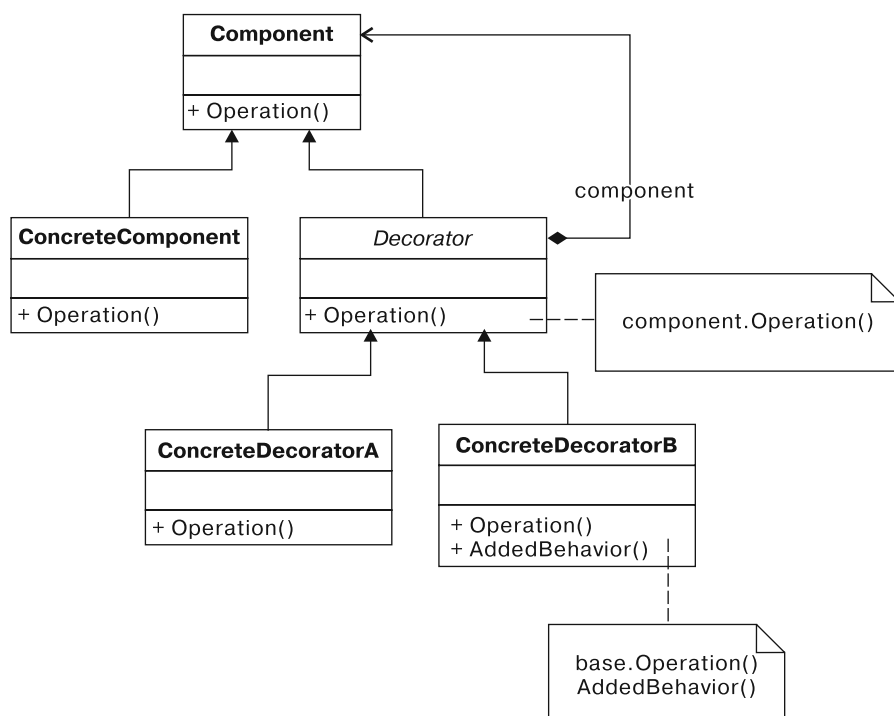 Component
+ Operation()
component
ConcreteComponent
+ Operation()
Decorator
+ Operation()
component.Operation()
ConcreteDecoratorA
+ Operation()
ConcreteDecoratorB
+ Operation()
+ AddedBehavior()
base.Operation()
AddedBehavior()